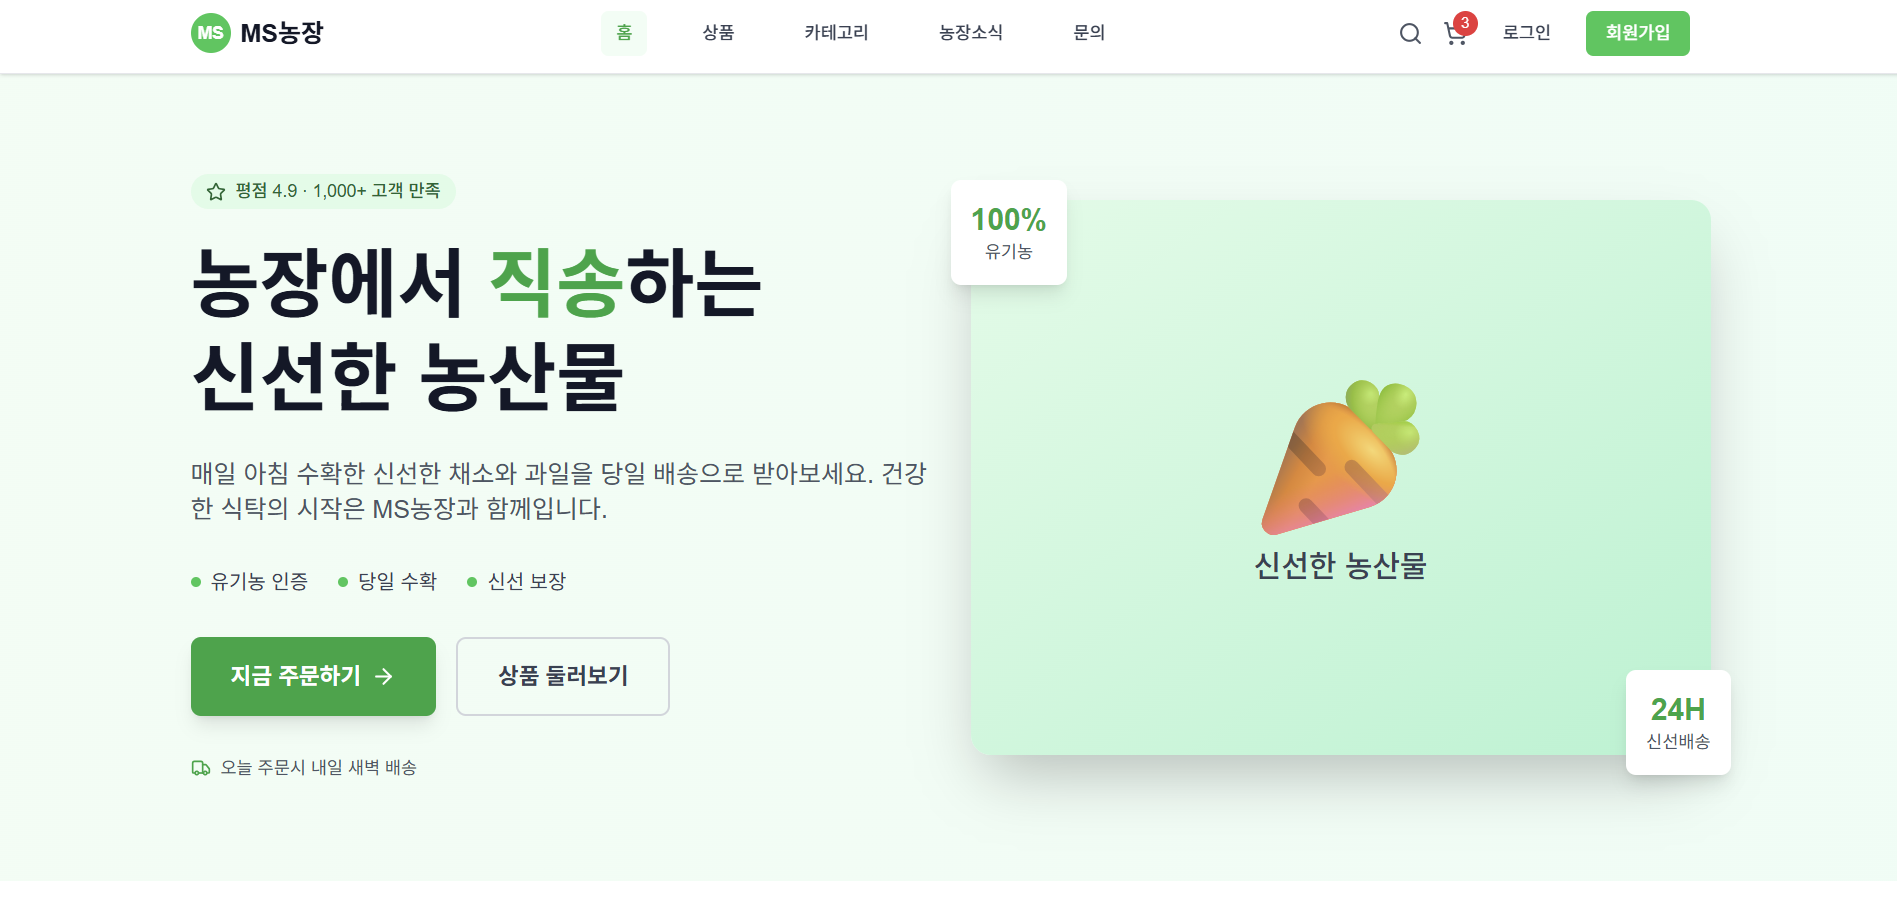 MS MS농장
홈 상품 카테고리 농장소식 문의
3 로그인 회원가입
평점 4.9 · 1,000+ 고객 만족
농장에서 직송하는
신선한 농산물
매일 아침 수확한 신선한 채소와 과일을 당일 배송으로 받아보세요. 건강
한 식탁의 시작은 MS농장과 함께입니다.
유기농 인증 당일 수확 신선 보장
지금 주문하기 상품 둘러보기
오늘 주문시 내일 새벽 배송
100%
유기농
신선한 농산물
24H
신선배송